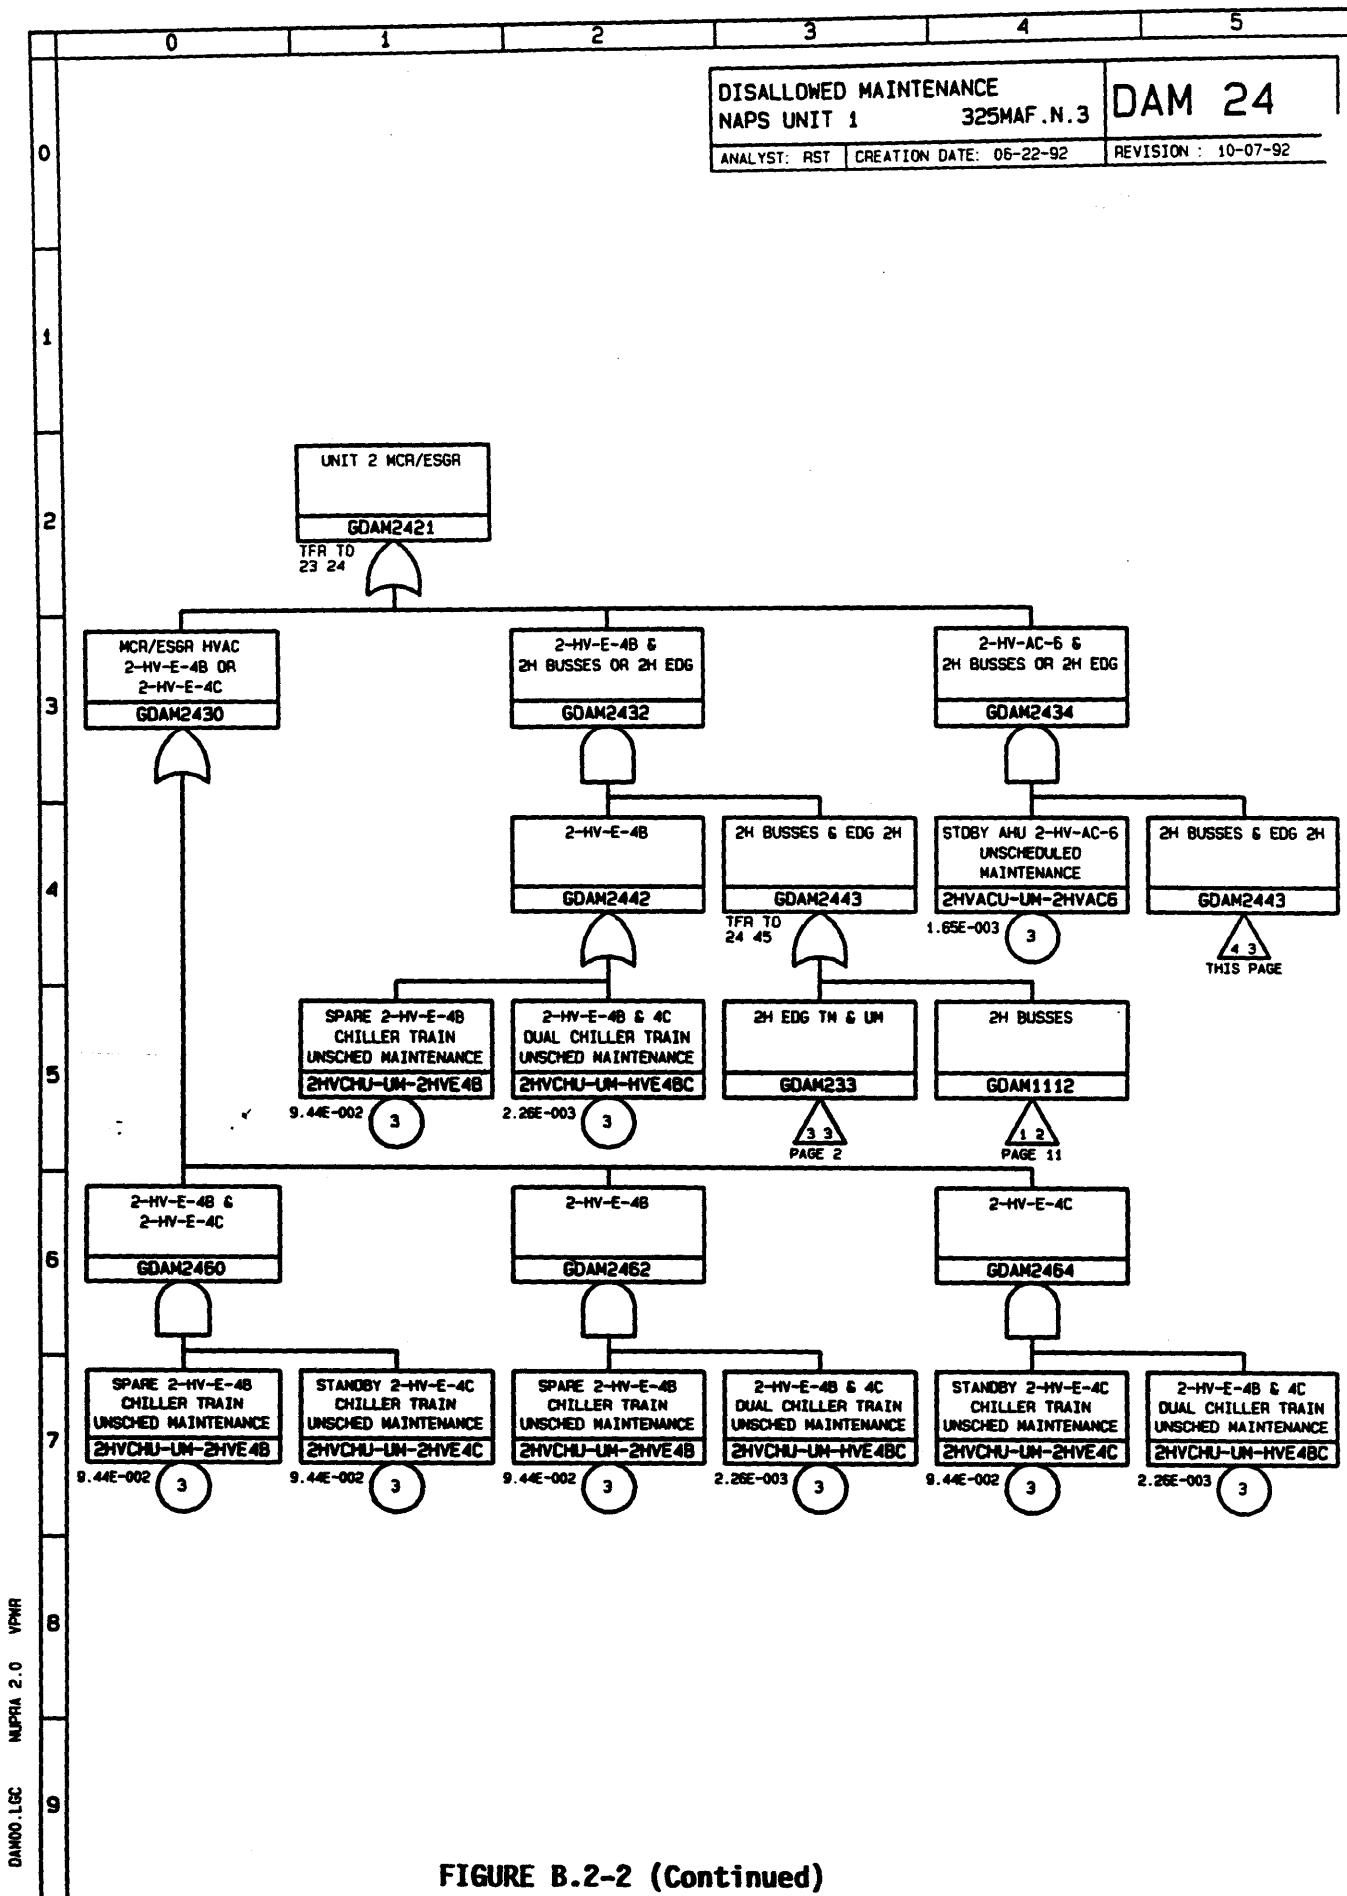 0 1 2 3 4 5
DISALLOWED MAINTENANCE
NAPS UNIT 1 325MAF.N.3
DAM 24
ANALYST: RST CREATION DATE: 06-22-92 REVISION : 10-07-92
0
1
UNIT 2 MCR/ESGR
2
GDAM2421
TFR TO
23 24
MCR/ESGR HVAC
2-HV-E-4B OR
2-HV-E-4C
GDAM2430
2-HV-E-4B &
2H BUSSES OR 2H EDG
GDAM2432
2-HV-AC-6 &
2H BUSSES OR 2H EDG
GDAM2434
3
2-HV-E-4B
GDAM2442
2H BUSSES & EDG 2H
GDAM2443
TFR TO
24 45
STDBY AHU 2-HV-AC-6
UNSCHEDULED
MAINTENANCE
2HVACU-UM-2HVAC6
1.65E-003
3
2H BUSSES & EDG 2H
GDAM2443
4 3
THIS PAGE
4
SPARE 2-HV-E-4B
CHILLER TRAIN
UNSCHED MAINTENANCE
2HVCHU-UM-2HVE4B
9.44E-002
3
2-HV-E-4B & 4C
DUAL CHILLER TRAIN
UNSCHED MAINTENANCE
2HVCHU-UM-HVE4BC
2.26E-003
3
2H EDG TM & UM
GDAM233
3 3
PAGE 2
2H BUSSES
GDAM1112
1 2
PAGE 11
5
2-HV-E-4B &
2-HV-E-4C
GDAM2460
2-HV-E-4B
GDAM2462
2-HV-E-4C
GDAM2464
6
SPARE 2-HV-E-4B
CHILLER TRAIN
UNSCHED MAINTENANCE
2HVCHU-UM-2HVE4B
9.44E-002
3
STANDBY 2-HV-E-4C
CHILLER TRAIN
UNSCHED MAINTENANCE
2HVCHU-UM-2HVE4C
9.44E-002
3
SPARE 2-HV-E-4B
CHILLER TRAIN
UNSCHED MAINTENANCE
2HVCHU-UM-2HVE4B
9.44E-002
3
2-HV-E-4B & 4C
DUAL CHILLER TRAIN
UNSCHED MAINTENANCE
2HVCHU-UM-HVE4BC
2.26E-003
3
STANDBY 2-HV-E-4C
CHILLER TRAIN
UNSCHED MAINTENANCE
2HVCHU-UM-2HVE4C
9.44E-002
3
2-HV-E-4B & 4C
DUAL CHILLER TRAIN
UNSCHED MAINTENANCE
2HVCHU-UM-HVE4BC
2.26E-003
3
7
8
9
DAM00.LGC NUPRA 2.0 VPWR
FIGURE B.2-2 (Continued)